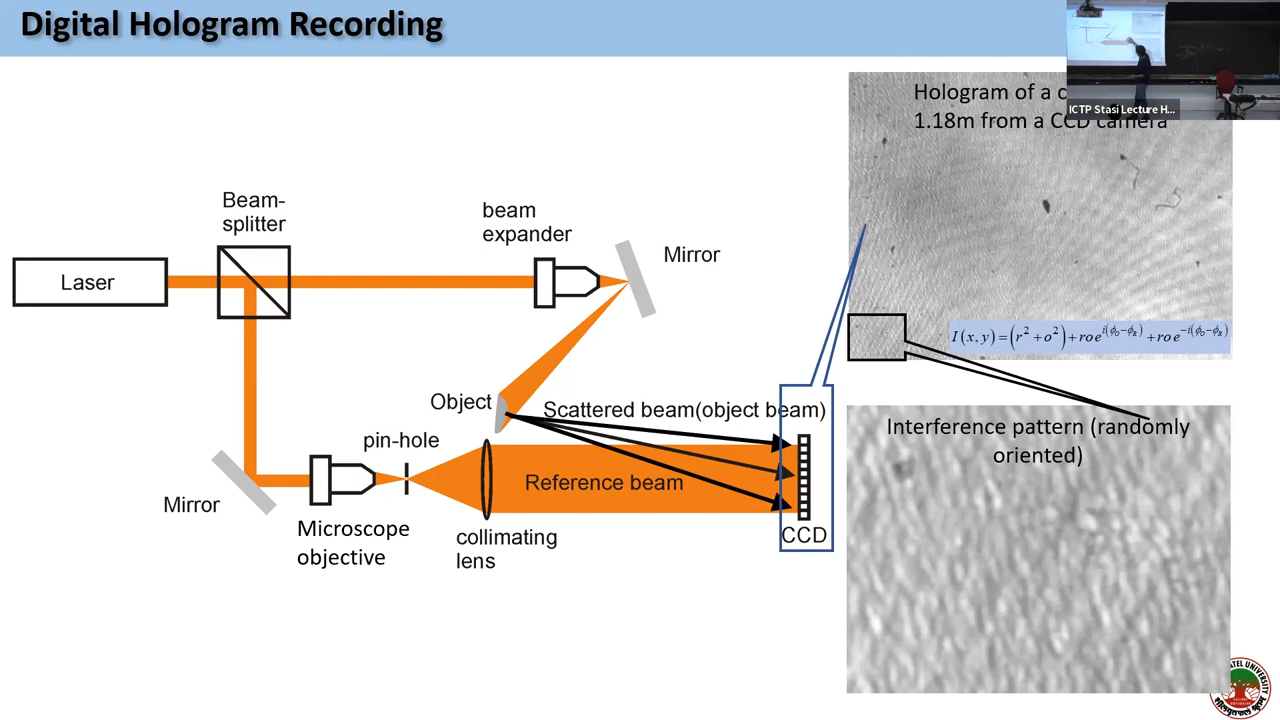 Digital Hologram Recording
Hologram of a
1.18m from a CCD camera
ICTP Stasi Lecture H...
Beam-
splitter
beam
expander
Mirror
Laser
I(x, y) = (r² + o²) + roe^{i(ϕ_O−ϕ_R)} + roe^{−i(ϕ_O−ϕ_R)}
Object
Scattered beam(object beam)
pin-hole
Interference pattern (randomly
oriented)
Reference beam
Mirror
Microscope
objective
collimating
lens
CCD
UNIVERSITY